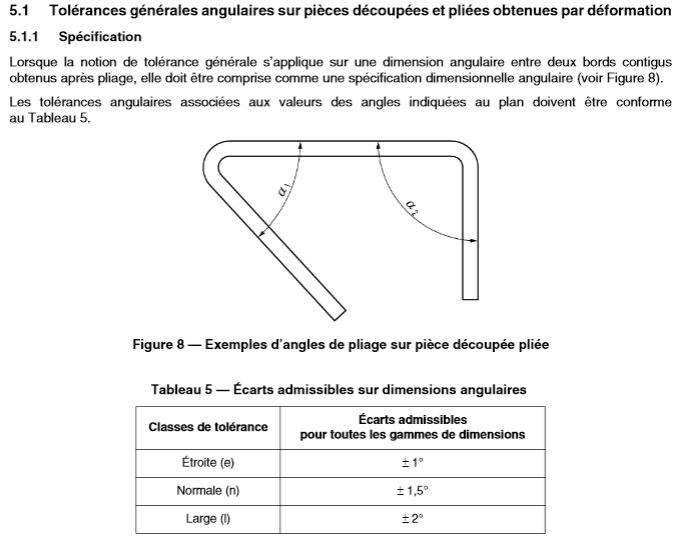 5.1 Tolérances générales angulaires sur pièces découpées et pliées obtenues par déformation
5.1.1 Spécification
Lorsque la notion de tolérance générale s'applique sur une dimension angulaire entre deux bords contigus
obtenus après pliage, elle doit être comprise comme une spécification dimensionnelle angulaire (voir Figure 8).
Les tolérances angulaires associées aux valeurs des angles indiquées au plan doivent être conforme
au Tableau 5.
α1
α2
Figure 8 — Exemples d'angles de pliage sur pièce découpée pliée
Tableau 5 — Écarts admissibles sur dimensions angulaires
Classes de tolérance
Écarts admissibles
pour toutes les gammes de dimensions
Étroite (e)
± 1°
Normale (n)
± 1,5°
Large (l)
± 2°